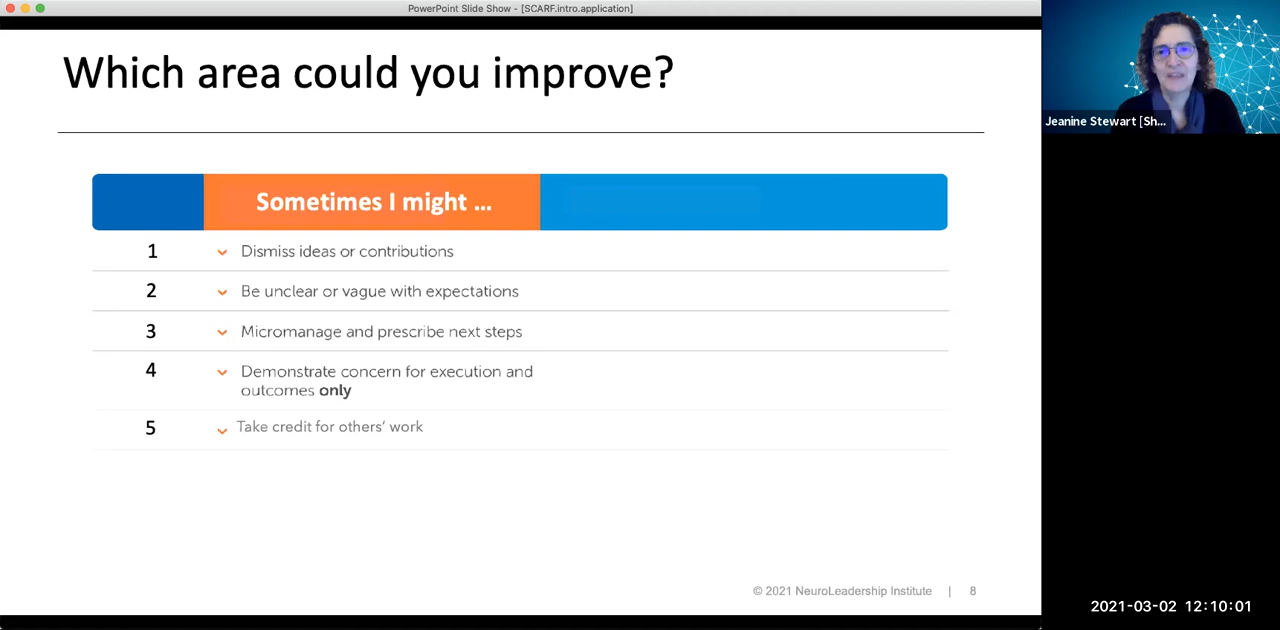 PowerPoint Slide Show - [SCARF.intro.application]
Which area could you improve?
Jeanine Stewart [Sh...
Sometimes I might ...
1 Dismiss ideas or contributions
2 Be unclear or vague with expectations
3 Micromanage and prescribe next steps
4 Demonstrate concern for execution and
outcomes only
5 Take credit for others’ work
© 2021 NeuroLeadership Institute | 8
2021-03-02 12:10:01